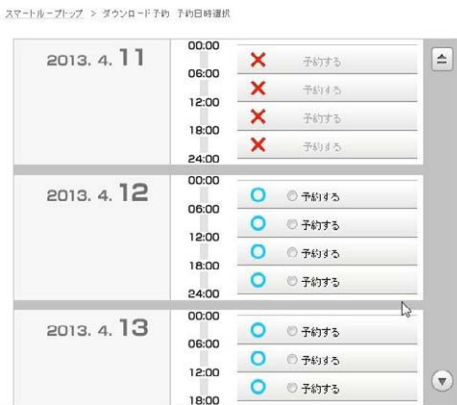 スマートループトップ > ダウンロード予約 予約日時選択
2013. 4. 11
00:00
× 予約する
06:00
× 予約する
12:00
× 予約する
18:00
× 予約する
24:00
2013. 4. 12
00:00
○ 予約する
06:00
○ 予約する
12:00
○ 予約する
18:00
○ 予約する
24:00
2013. 4. 13
00:00
○ 予約する
06:00
○ 予約する
12:00
○ 予約する
18:00